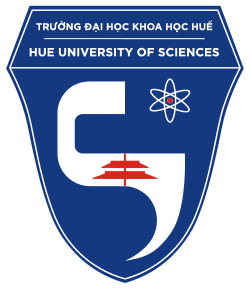 TRƯỜNG ĐẠI HỌC KHOA HỌC HUẾ
HUE UNIVERSITY OF SCIENCES